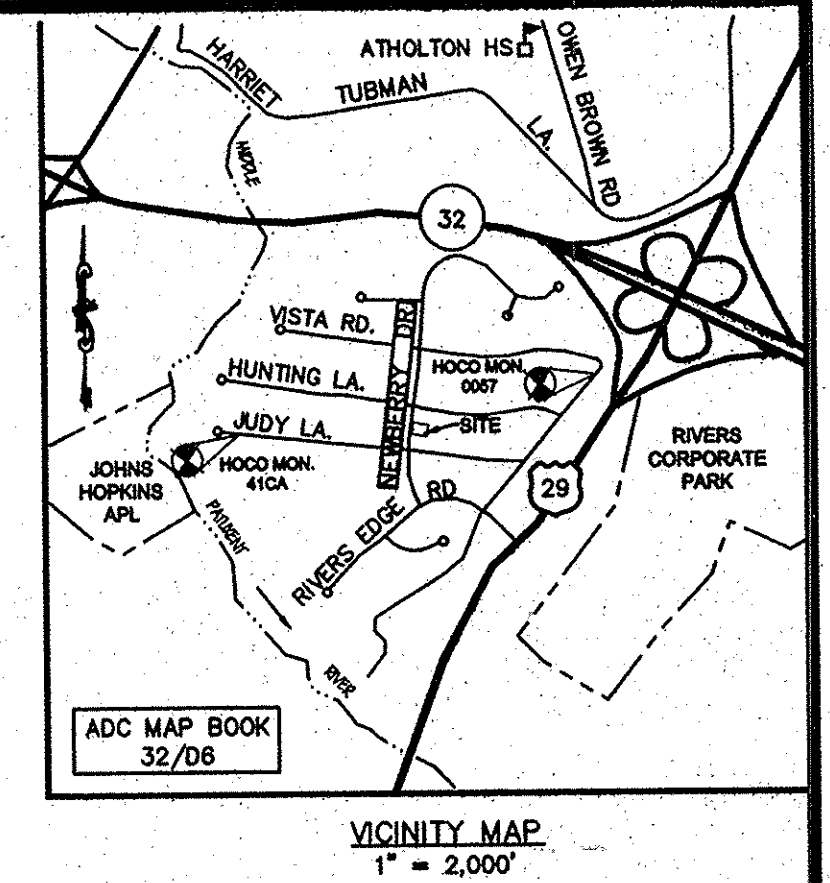 HARRIET
TUBMAN
LA.
ATHOLTON HS
OWEN BROWN RD
MIDDLE
32
VISTA RD.
NEWBERRY DR.
HUNTING LA.
HOCO MON.
0057
JUDY LA.
SITE
HOCO MON.
41CA
JOHNS
HOPKINS
APL
RIVERS
CORPORATE
PARK
29
RIVERS EDGE RD
PATUXENT
RIVER
ADC MAP BOOK
32/D6
VICINITY MAP
1" = 2,000'